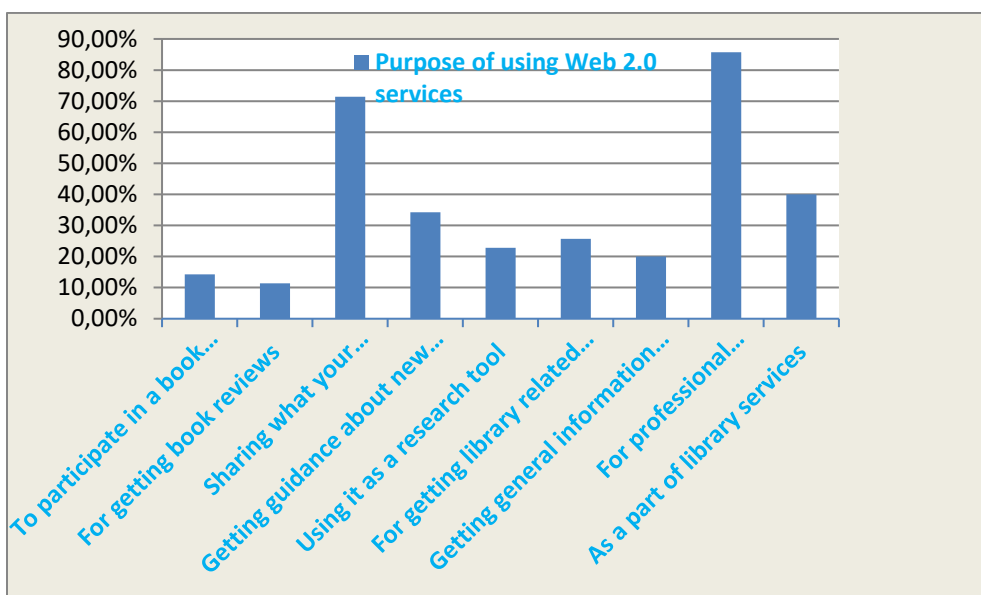 90,00%
80,00%
70,00%
60,00%
50,00%
40,00%
30,00%
20,00%
10,00%
0,00%
Purpose of using Web 2.0
services
To participate in a book…
For getting book reviews
Sharing what your…
Getting guidance about new…
Using it as a research tool
For getting library related…
Getting general information…
For professional…
As a part of library services